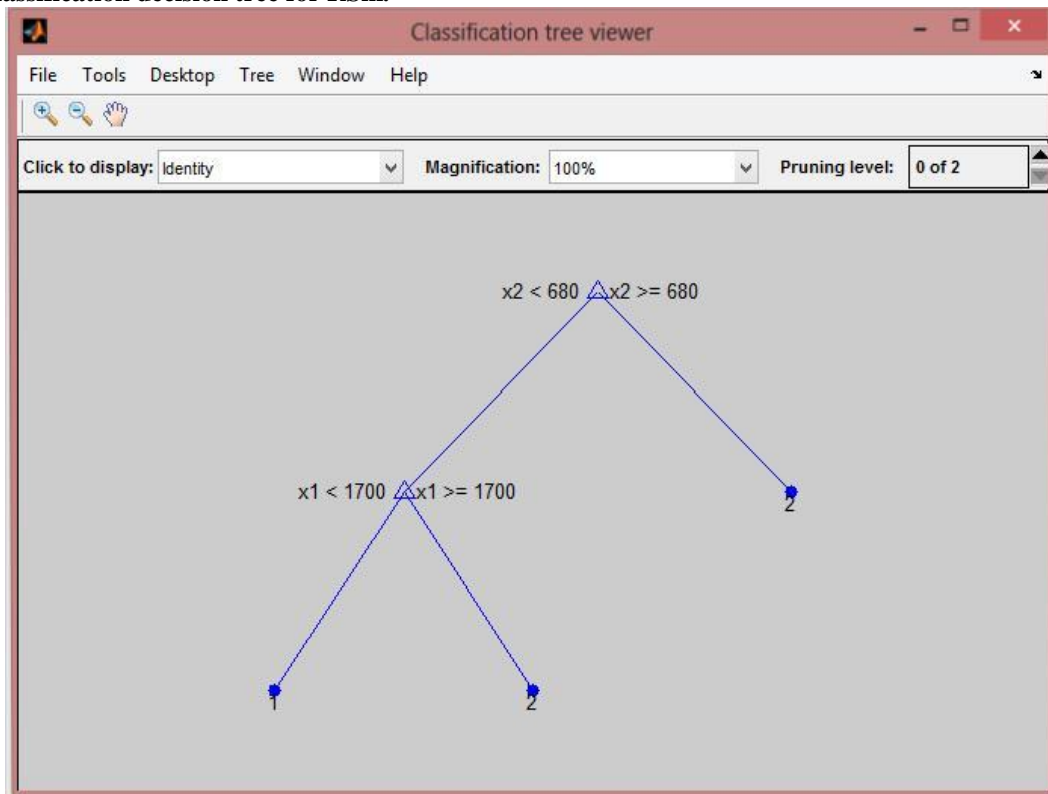 Classification tree viewer
File Tools Desktop Tree Window Help
Click to display: Identity Magnification: 100% Pruning level: 0 of 2
x2 < 680 x2 >= 680
x1 < 1700 x1 >= 1700
2
1
2